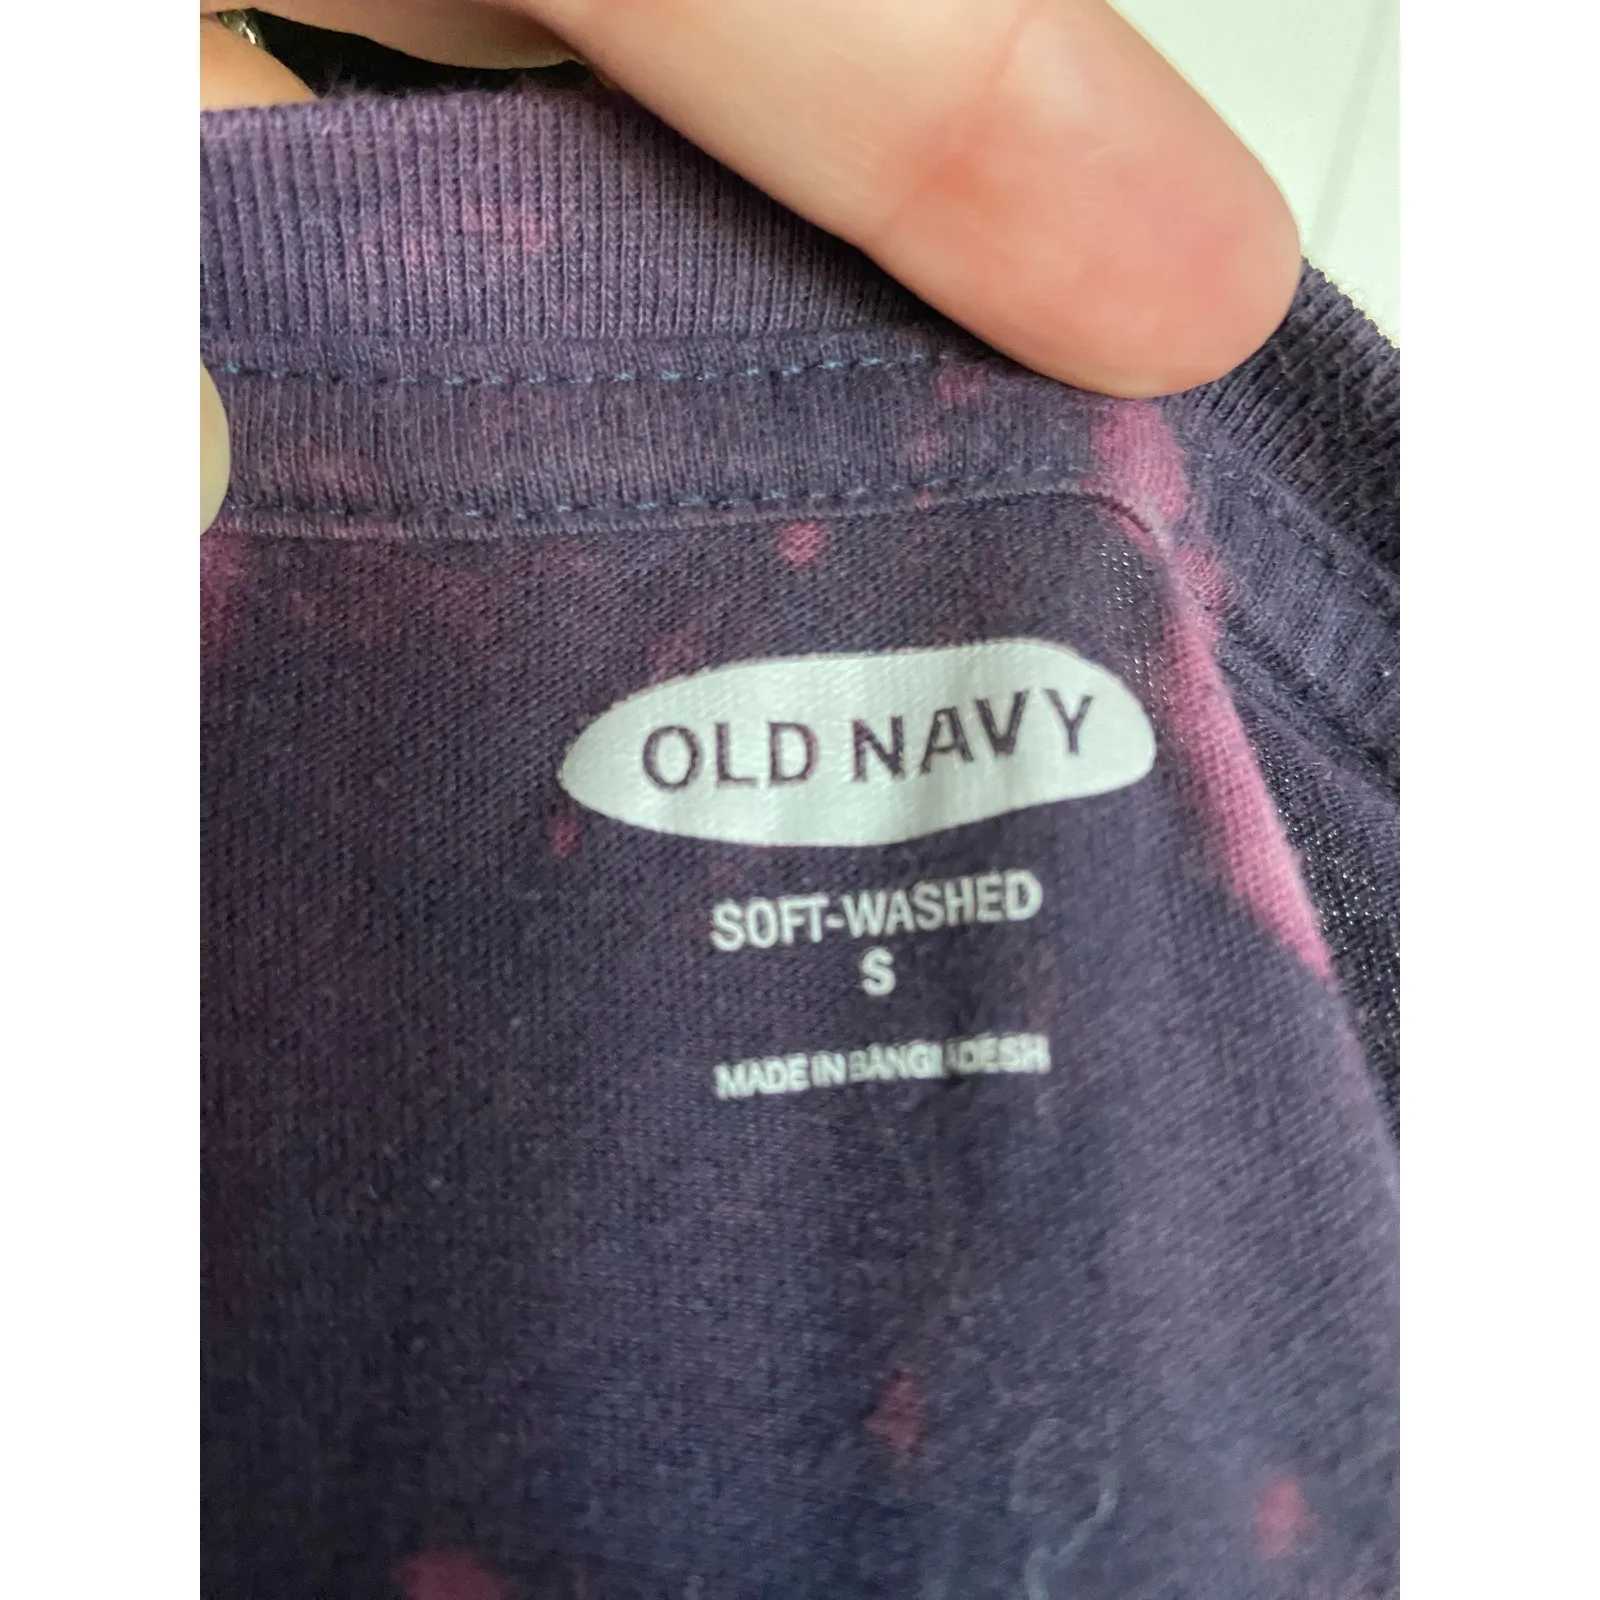 OLD NAVY
SOFT-WASHED
S
MADE IN BANGLADESH